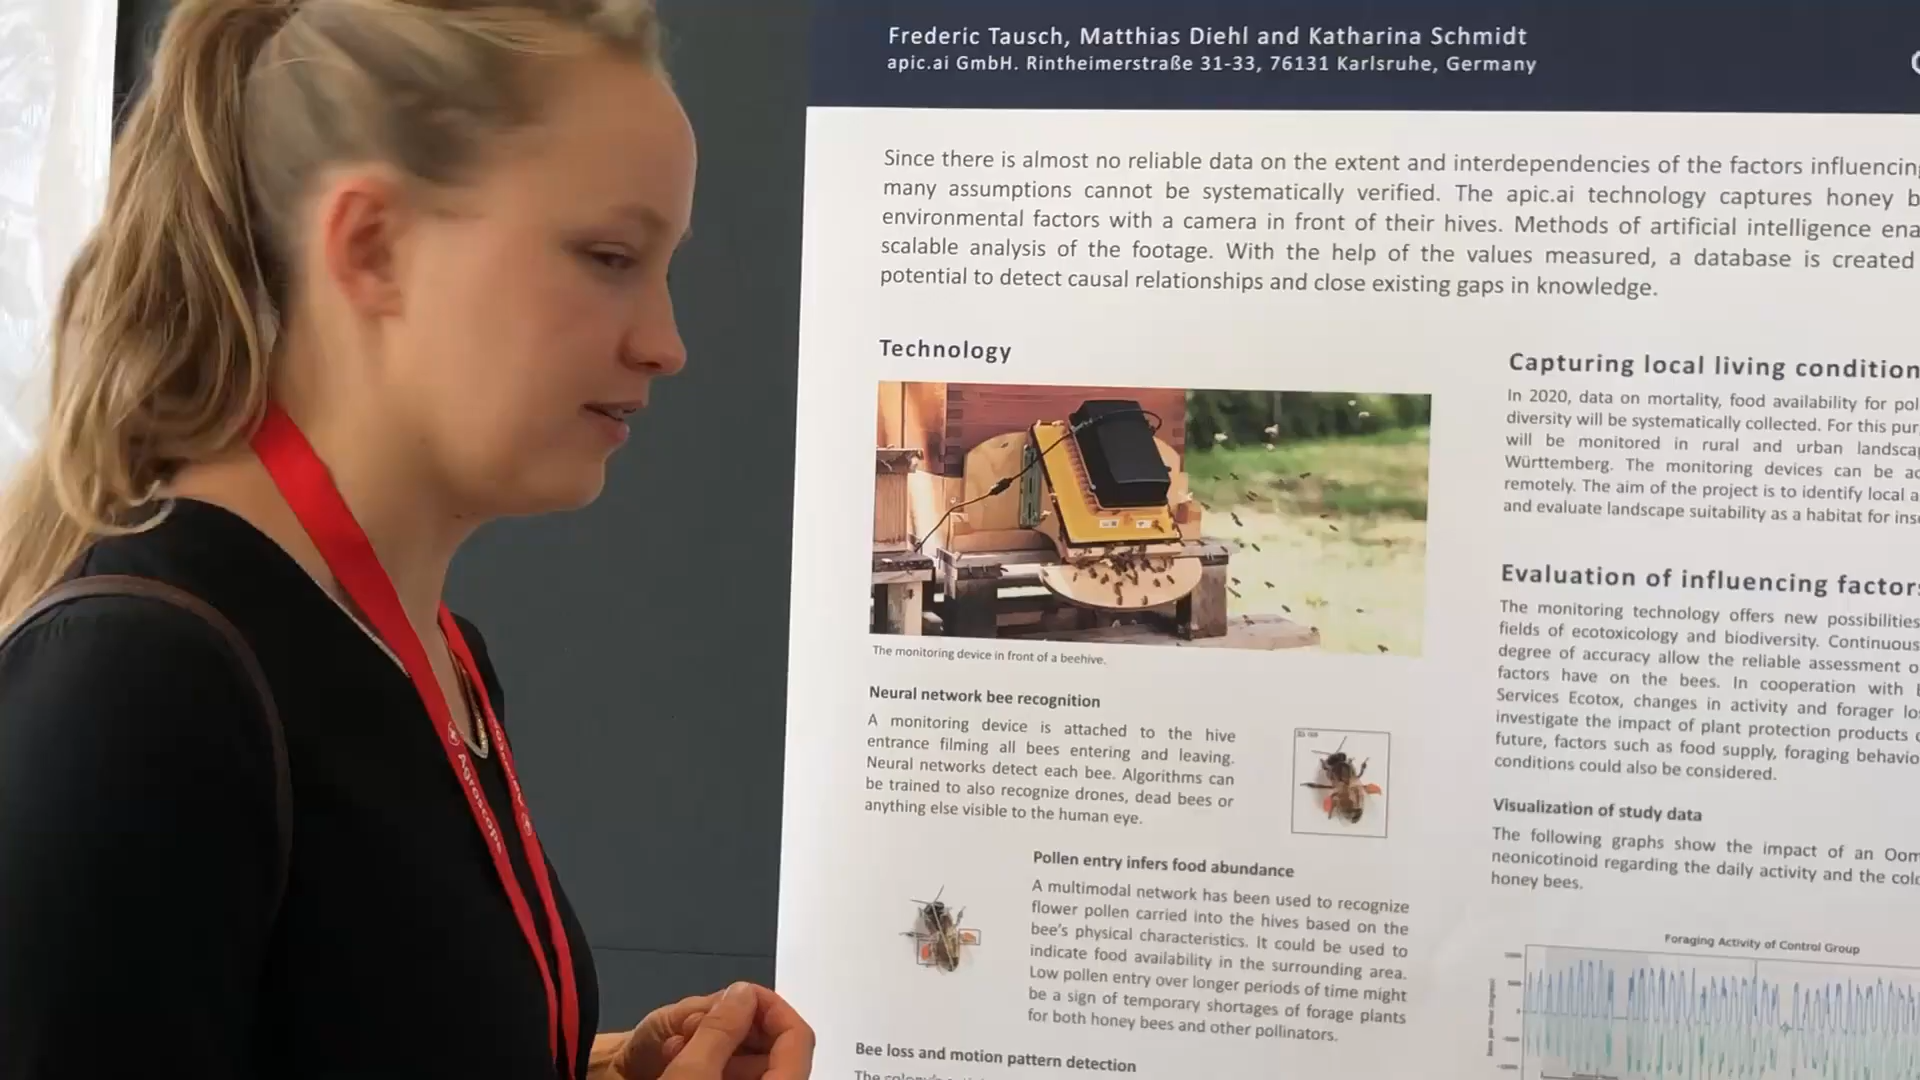 Frederic Tausch, Matthias Diehl and Katharina Schmidt
apic.ai GmbH. Rintheimerstraße 31-33, 76131 Karlsruhe, Germany
Since there is almost no reliable data on the extent and interdependencies of the factors influencing
many assumptions cannot be systematically verified. The apic.ai technology captures honey b
environmental factors with a camera in front of their hives. Methods of artificial intelligence ena
scalable analysis of the footage. With the help of the values measured, a database is created
potential to detect causal relationships and close existing gaps in knowledge.
Technology
The monitoring device in front of a beehive.
Neural network bee recognition
A monitoring device is attached to the hive
entrance filming all bees entering and leaving.
Neural networks detect each bee. Algorithms can
be trained to also recognize drones, dead bees or
anything else visible to the human eye.
Pollen entry infers food abundance
A multimodal network has been used to recognize
flower pollen carried into the hives based on the
bee's physical characteristics. It could be used to
indicate food availability in the surrounding area.
Low pollen entry over longer periods of time might
be a sign of temporary shortages of forage plants
for both honey bees and other pollinators.
Bee loss and motion pattern detection
Capturing local living condition
In 2020, data on mortality, food availability for pol
diversity will be systematically collected. For this pur
will be monitored in rural and urban landsca
Württemberg. The monitoring devices can be ac
remotely. The aim of the project is to identify local a
and evaluate landscape suitability as a habitat for ins
Evaluation of influencing factors
The monitoring technology offers new possibilities
fields of ecotoxicology and biodiversity. Continuous
degree of accuracy allow the reliable assessment o
factors have on the bees. In cooperation with
Services Ecotox, changes in activity and forager lo
investigate the impact of plant protection products
future, factors such as food supply, foraging behavio
conditions could also be considered.
Visualization of study data
The following graphs show the impact of an Oom
neonicotinoid regarding the daily activity and the colo
honey bees.
Foraging Activity of Control Group
Agroscope